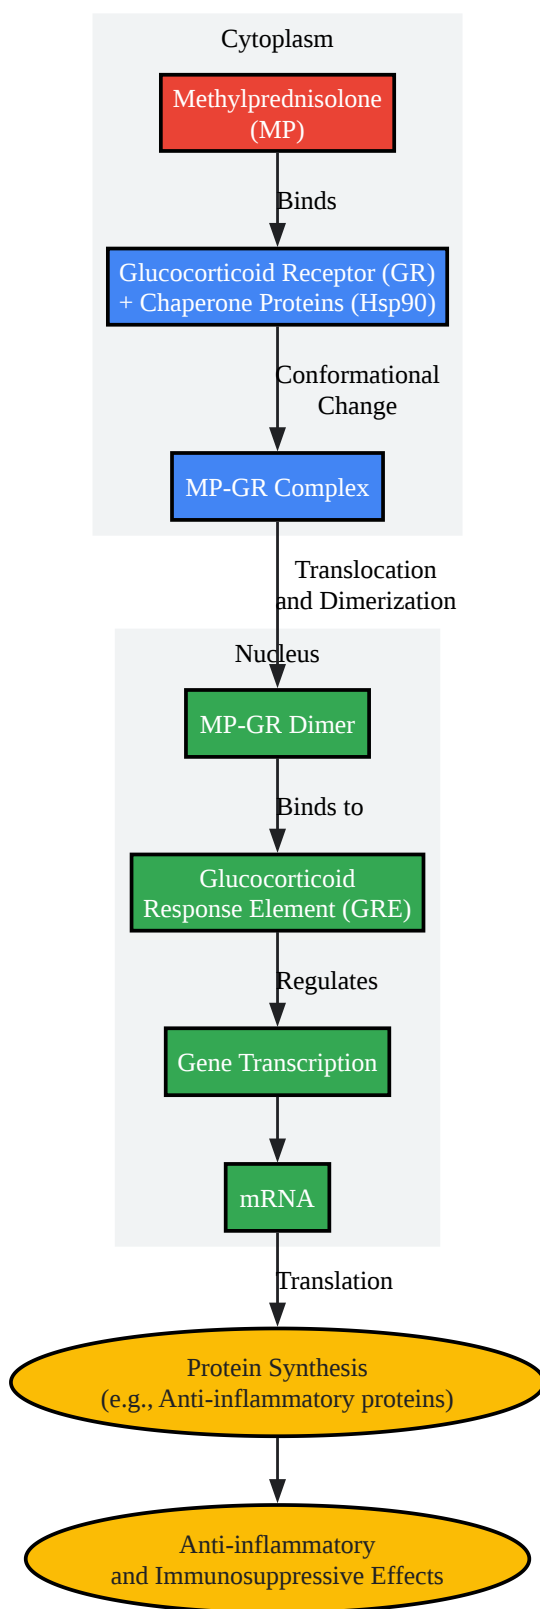 Cytoplasm
Methylprednisolone
(MP)
Binds
Glucocorticoid Receptor (GR)
+ Chaperone Proteins (Hsp90)
Conformational
Change
MP-GR Complex
Translocation
and Dimerization
Nucleus
MP-GR Dimer
Binds to
Glucocorticoid
Response Element (GRE)
Regulates
Gene Transcription
mRNA
Translation
Protein Synthesis
(e.g., Anti-inflammatory proteins)
Anti-inflammatory
and Immunosuppressive Effects